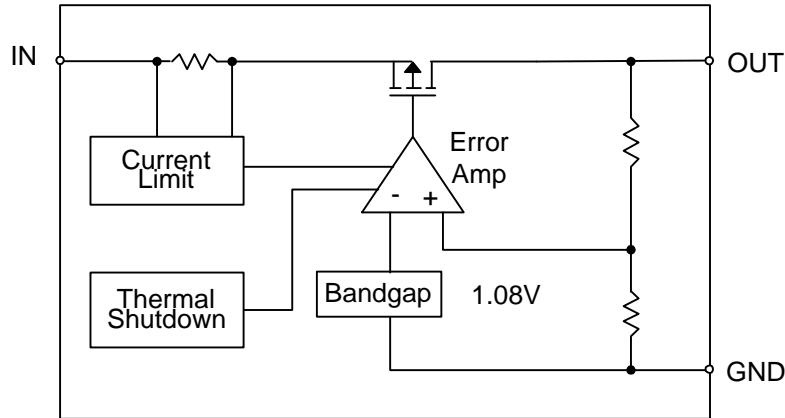 IN
OUT
Current
Limit
Error
Amp
- +
Thermal
Shutdown
Bandgap
1.08V
GND